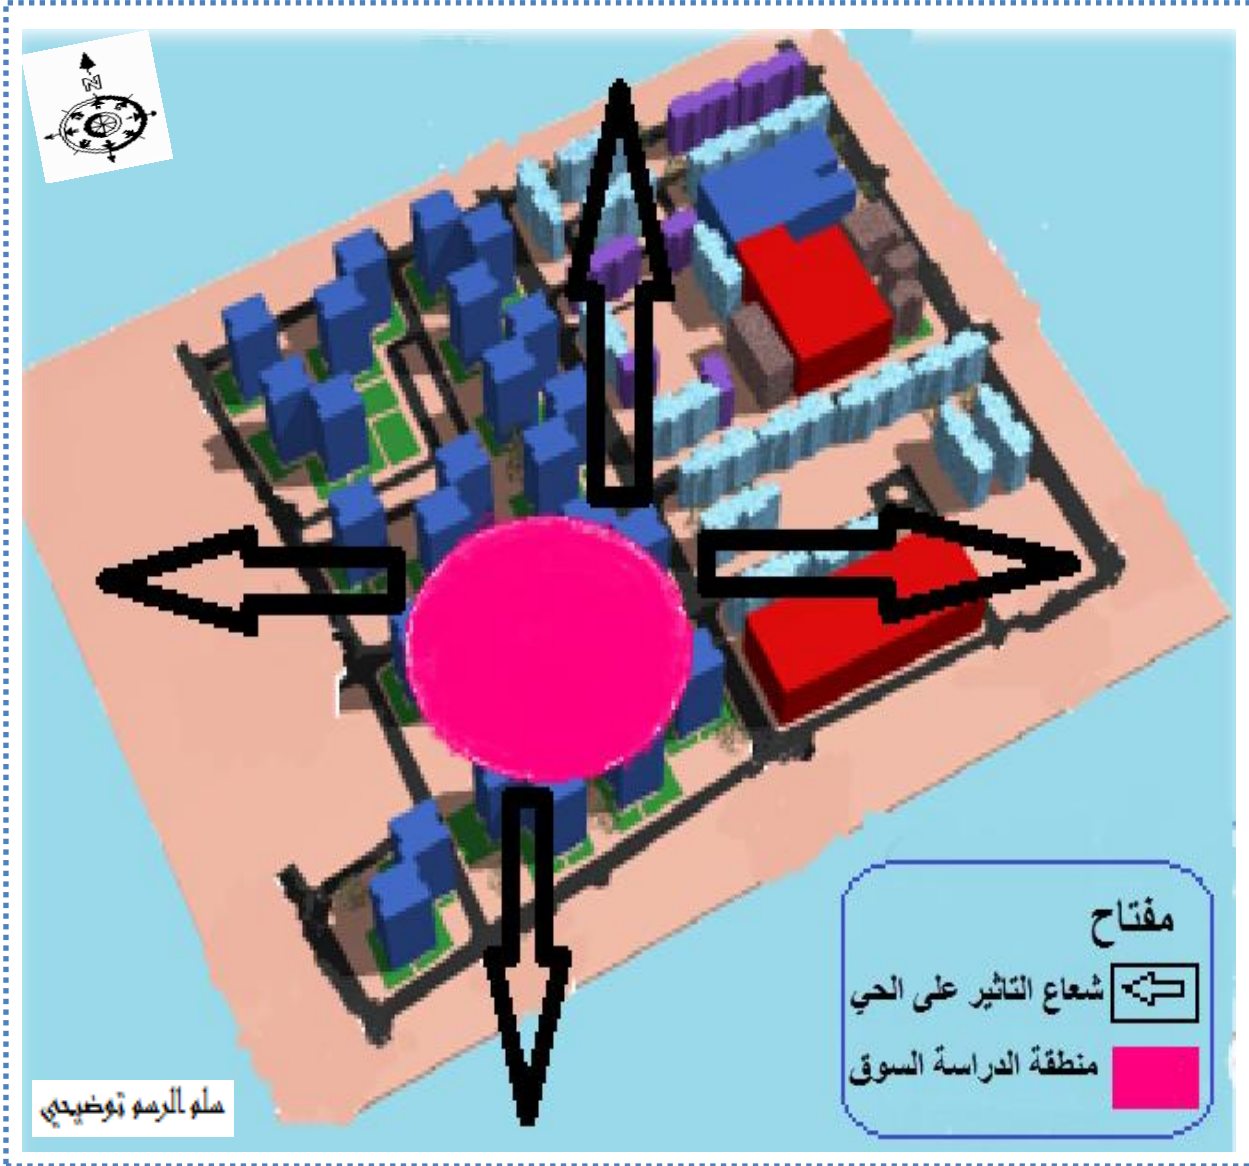 N
مفتاح
شعاع التاثير على الحي
منطقة الدراسة السوق
سلم الرسم توضيحي